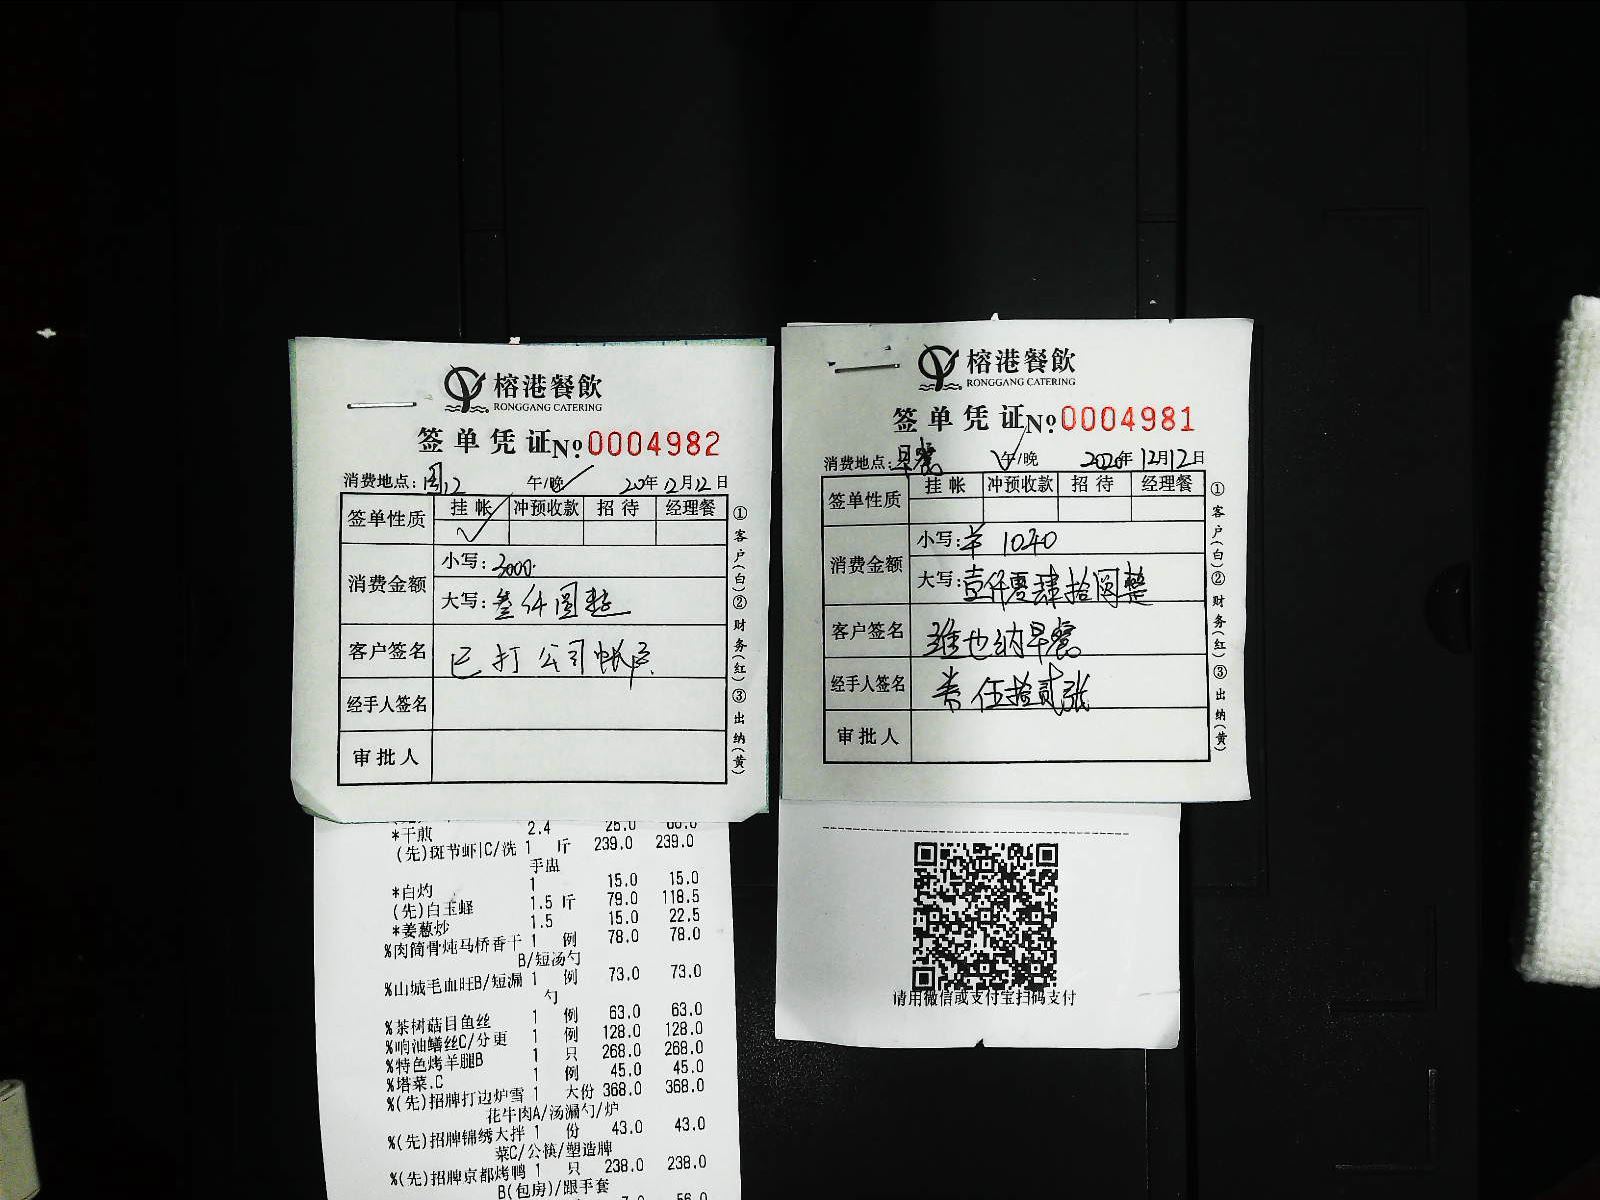 榕港餐飲
RONGGANG CATERING
签单凭证№0004982
消费地点: 午/晚 2020年12月12日
签单性质 挂帐 冲预收款 招待 经理餐
消费金额
小写:3000.
大写:叁仟圆整
客户签名 已打公司帐户
经手人签名
审批人
①客户(白)②财务(红)③出纳(黄)
*干煎 2.4 25.0 60.0
(先)斑节虾|C/洗 1 斤 239.0 239.0
手盅
*白灼 1 15.0 15.0
(先)白玉蛏 1.5 斤 79.0 118.5
*姜葱炒 1.5 15.0 22.5
%肉筒骨炖马桥香干 1 例 78.0 78.0
B/短汤勺
%山城毛血旺B/短漏 1 例 73.0 73.0
勺
%茶树菇目鱼丝 1 例 63.0 63.0
%响油鳝丝C/分更 1 例 128.0 128.0
%特色烤羊腿B 1 只 268.0 268.0
%塔菜.C 1 例 45.0 45.0
%(先)招牌打边炉雪 1 大份 368.0 368.0
花牛肉A/汤漏勺/炉
%(先)招牌锦绣大拌 1 份 43.0 43.0
菜C/公筷/塑造牌
%(先)招牌京都烤鸭 1 只 238.0 238.0
B(包房)/跟手套
56.0
榕港餐飲
RONGGANG CATERING
签单凭证№0004981
消费地点:早餐 午/晚 2020年12月12日
签单性质 挂帐 冲预收款 招待 经理餐
消费金额
小写:¥ 1040
大写:壹仟零肆拾圆整
客户签名 维也纳早餐
经手人签名 券伍拾贰张
审批人
①客户(白)②财务(红)③出纳(黄)
请用微信或支付宝扫码支付